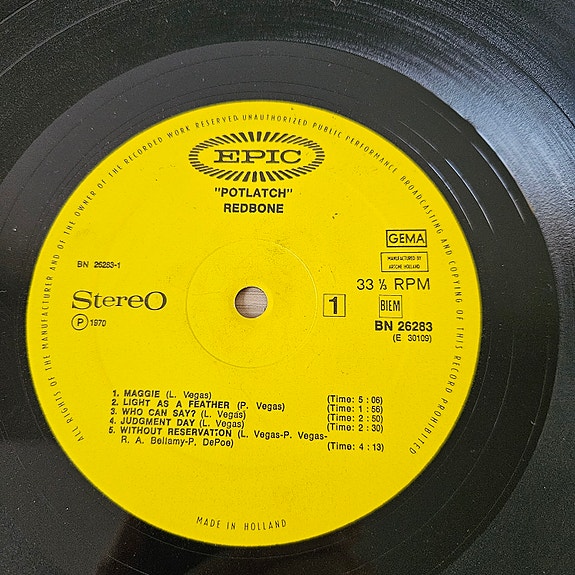 ALL RIGHTS OF THE MANUFACTURER AND OF THE OWNER OF THE RECORDED WORK RESERVED. UNAUTHORIZED PUBLIC PERFORMANCE BROADCASTING AND COPYING OF THIS RECORD PROHIBITED
EPIC
"POTLATCH"
REDBONE
GEMA
BN 26283-1
MANUFACTURED BY
ARTONE HOLLAND
33 ⅓ RPM
StereO
1
BIEM
Ⓟ 1970
BN 26283
(E 30109)
1. MAGGIE (L. Vegas) (Time: 5 : 06)
2. LIGHT AS A FEATHER (P. Vegas) (Time: 1 : 56)
3. WHO CAN SAY? (L. Vegas) (Time: 2 : 50)
4. JUDGMENT DAY (L. Vegas) (Time: 2 : 30)
5. WITHOUT RESERVATION (L. Vegas-P. Vegas-
R. A. Bellamy-P. DePoe) (Time: 4 : 13)
MADE IN HOLLAND